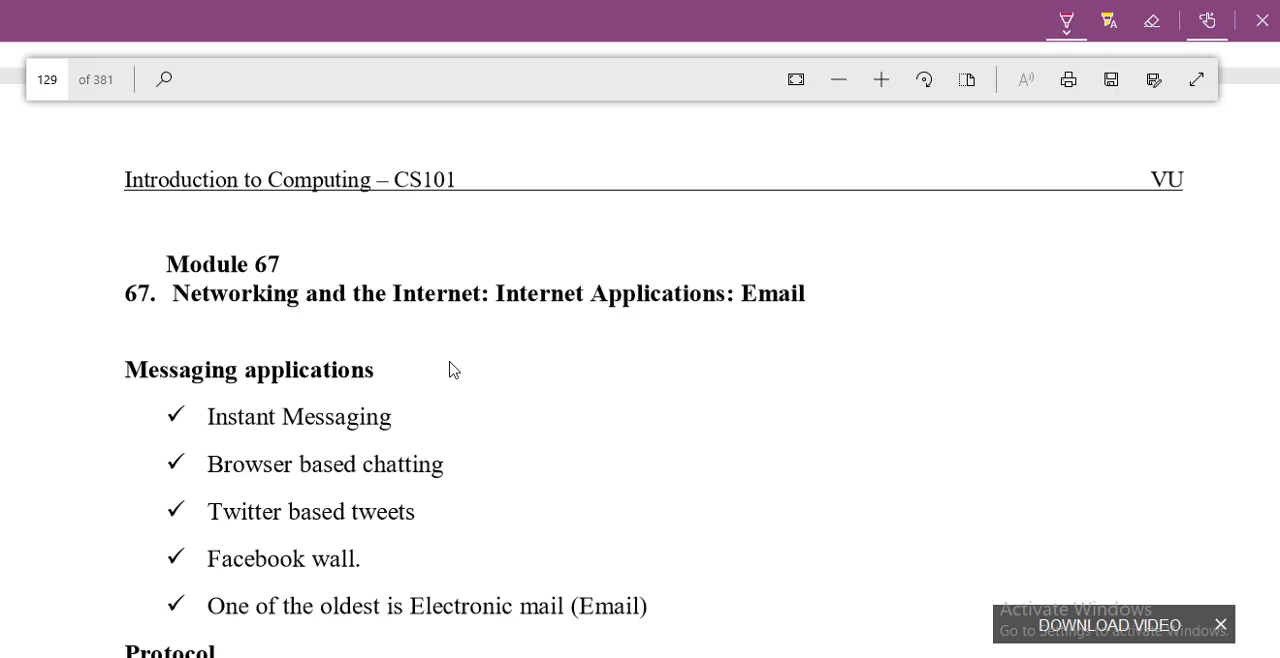 129 of 381
Introduction to Computing – CS101 VU
Module 67
67. Networking and the Internet: Internet Applications: Email
Messaging applications
✓ Instant Messaging
✓ Browser based chatting
✓ Twitter based tweets
✓ Facebook wall.
✓ One of the oldest is Electronic mail (Email)
Activate Windows
DOWNLOAD VIDEO
Go to Settings to activate Windows.
Protocol